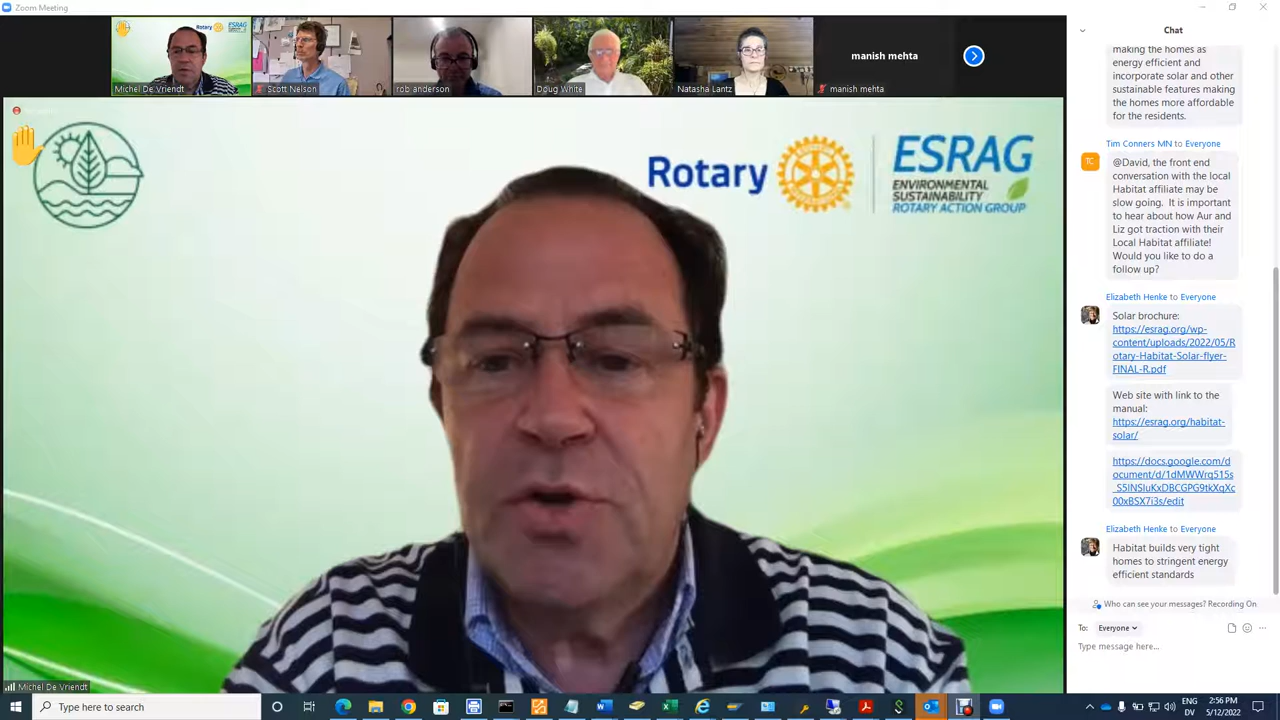 Zoom Meeting
Rotary
ESRAG
Michel De Vriendt
Scott Nelson
rob anderson
Doug White
Natasha Lantz
manish mehta
manish mehta
Rotary
ESRAG
ENVIRONMENTAL
SUSTAINABILITY
ROTARY ACTION GROUP
Michel De Vriendt
Chat
making the homes as
energy efficient and
incorporate solar and other
sustainable features making
the homes more affordable
for the residents.
Tim Conners MN to Everyone
TC
@David, the front end
conversation with the local
Habitat affiliate may be
slow going. It is important
to hear about how Aur and
Liz got traction with their
Local Habitat affiliate!
Would you like to do a
follow up?
Elizabeth Henke to Everyone
Solar brochure:
https://esrag.org/wp-
content/uploads/2022/05/R
otary-Habitat-Solar-flyer-
FINAL-R.pdf
Web site with link to the
manual:
https://esrag.org/habitat-
solar/
https://docs.google.com/d
ocument/d/1dMWWrq515s
_S5lNSIuKxDBCGPG9tkXqXc
00xBSX7i3s/edit
Elizabeth Henke to Everyone
Habitat builds very tight
homes to stringent energy
efficient standards
Who can see your messages? Recording On
To: Everyone
Type message here...
Type here to search
ENG
DV
2:56 PM
5/12/2022